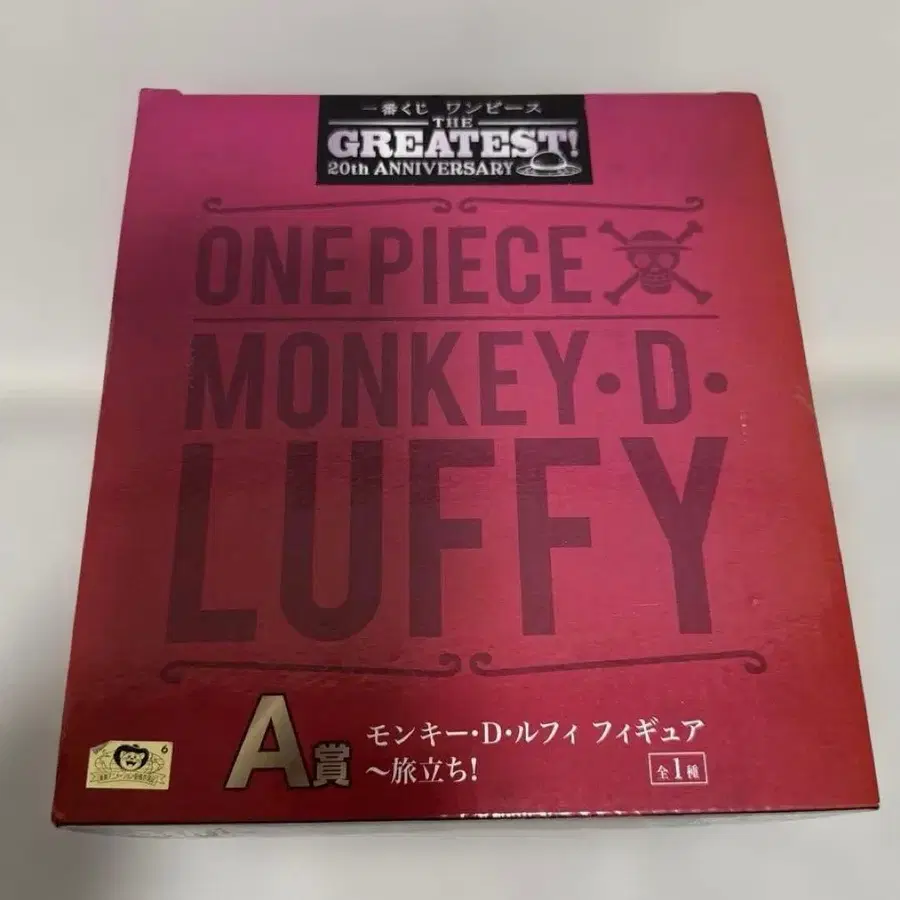 一番くじ ワンピース
THE
GREATEST!
20th ANNIVERSARY
ONE PIECE
MONKEY・D・
LUFFY
A賞
モンキー・D・ルフィ フィギュア
～旅立ち!
全1種